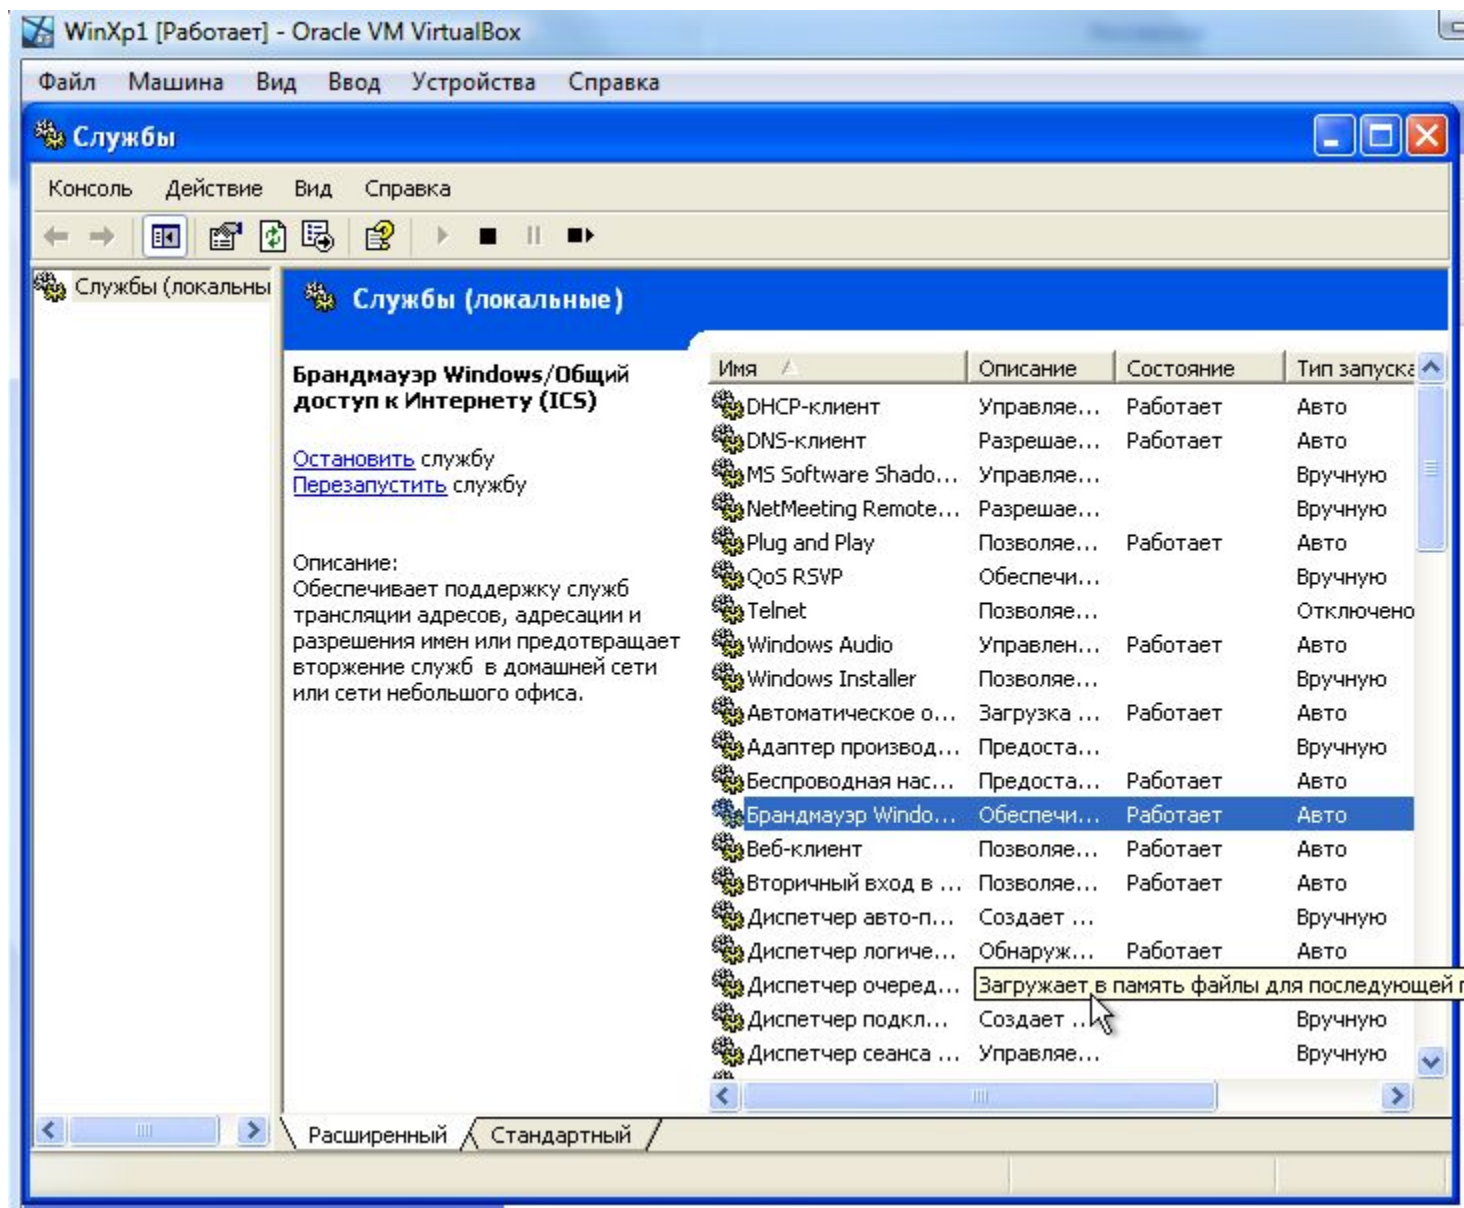 WinXp1 [Работает] - Oracle VM VirtualBox
Файл Машина Вид Ввод Устройства Справка
Службы
Консоль Действие Вид Справка
Службы (локальны
Службы (локальные)
Брандмауэр Windows/Общий
доступ к Интернету (ICS)
Остановить службу
Перезапустить службу
Описание:
Обеспечивает поддержку служб
трансляции адресов, адресации и
разрешения имен или предотвращает
вторжение служб в домашней сети
или сети небольшого офиса.
Имя Описание Состояние Тип запуска
DHCP-клиент Управляе... Работает Авто
DNS-клиент Разрешае... Работает Авто
MS Software Shado... Управляе... Вручную
NetMeeting Remote... Разрешае... Вручную
Plug and Play Позволяе... Работает Авто
QoS RSVP Обеспечи... Вручную
Telnet Позволяе... Отключено
Windows Audio Управлен... Работает Авто
Windows Installer Позволяе... Вручную
Автоматическое о... Загрузка ... Работает Авто
Адаптер производ... Предоста... Вручную
Беспроводная нас... Предоста... Работает Авто
Брандмауэр Windo... Обеспечи... Работает Авто
Веб-клиент Позволяе... Работает Авто
Вторичный вход в ... Позволяе... Работает Авто
Диспетчер авто-п... Создает ... Вручную
Диспетчер логиче... Обнаруж... Работает Авто
Диспетчер очеред... Загружает в память файлы для последующей п
Диспетчер подкл... Создает ... Вручную
Диспетчер сеанса ... Управляе... Вручную
Расширенный Стандартный